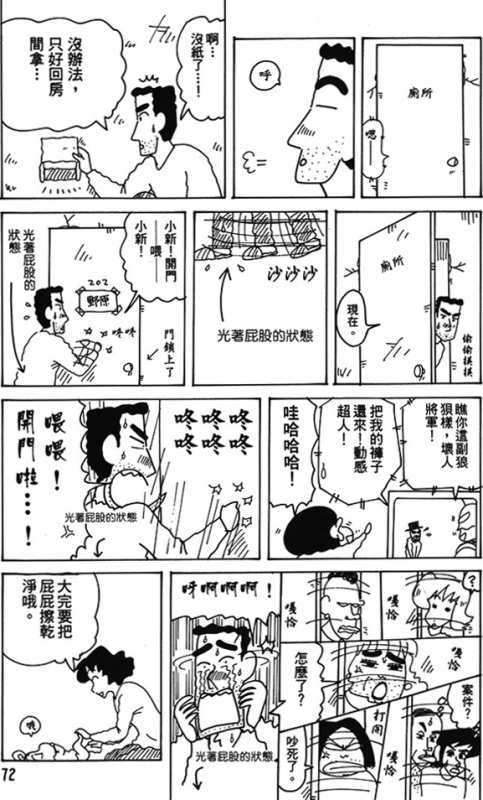 廁所
嗯——
呼
啊…
沒紙了…！
沒辦法，
只好回房
間拿…
廁所
現在。
偷偷摸摸
沙沙沙
光著屁股的狀態
小新！開門
——喂——
小新！
202
野原
咚咚
門鎖上了
光著屁股的
狀態
瞧你這副狼
狽樣，壞人
將軍！
把我的褲子
還來！動感
超人！
哇哈哈哈！
咚咚咚
咚咚咚
光著屁股的狀態
喂喂！
開門啦…！
？
嘎恰
嘎恰
案件？
打開
嘎恰
怎麼了？
吵死了。
呀啊啊啊！
光著屁股的狀態
大完要把
屁屁擦乾
淨哦。
哦
72